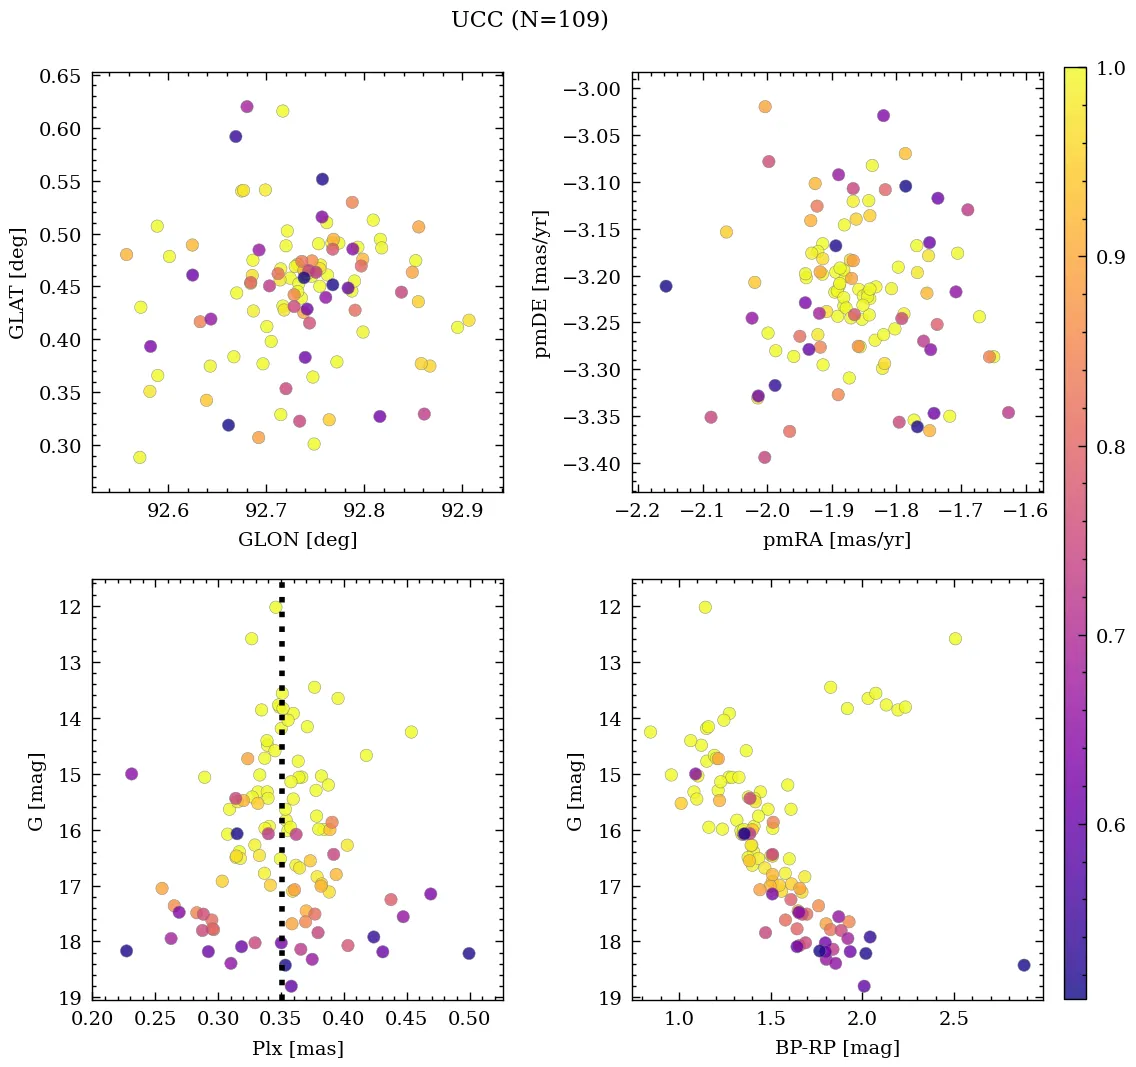 UCC (N=109)
0.65
0.60
0.55
0.50
0.45
0.40
0.35
0.30
GLAT [deg]
92.6 92.7 92.8 92.9
GLON [deg]
−3.00
−3.05
−3.10
−3.15
−3.20
−3.25
−3.30
−3.35
−3.40
pmDE [mas/yr]
−2.2 −2.1 −2.0 −1.9 −1.8 −1.7 −1.6
pmRA [mas/yr]
12
13
14
15
16
17
18
19
G [mag]
0.20 0.25 0.30 0.35 0.40 0.45 0.50
Plx [mas]
12
13
14
15
16
17
18
19
G [mag]
1.0 1.5 2.0 2.5
BP-RP [mag]
1.0
0.9
0.8
0.7
0.6